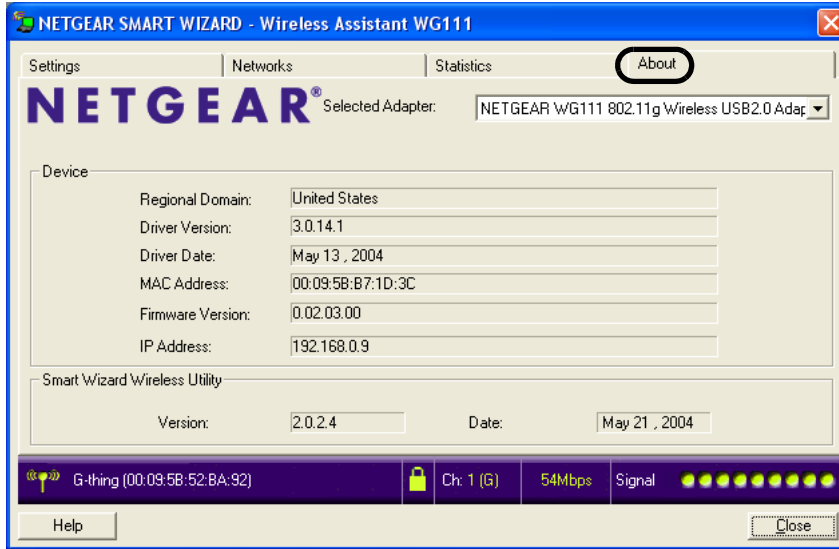 NETGEAR SMART WIZARD - Wireless Assistant WG111
Settings Networks Statistics About
NETGEAR® Selected Adapter: NETGEAR WG111 802.11g Wireless USB2.0 Adap
Device
Regional Domain: United States
Driver Version: 3.0.14.1
Driver Date: May 13 , 2004
MAC Address: 00:09:5B:B7:1D:3C
Firmware Version: 0.02.03.00
IP Address: 192.168.0.9
Smart Wizard Wireless Utility
Version: 2.0.2.4 Date: May 21 , 2004
G-thing (00:09:5B:52:BA:92) Ch: 1 (G) 54Mbps Signal
Help Close